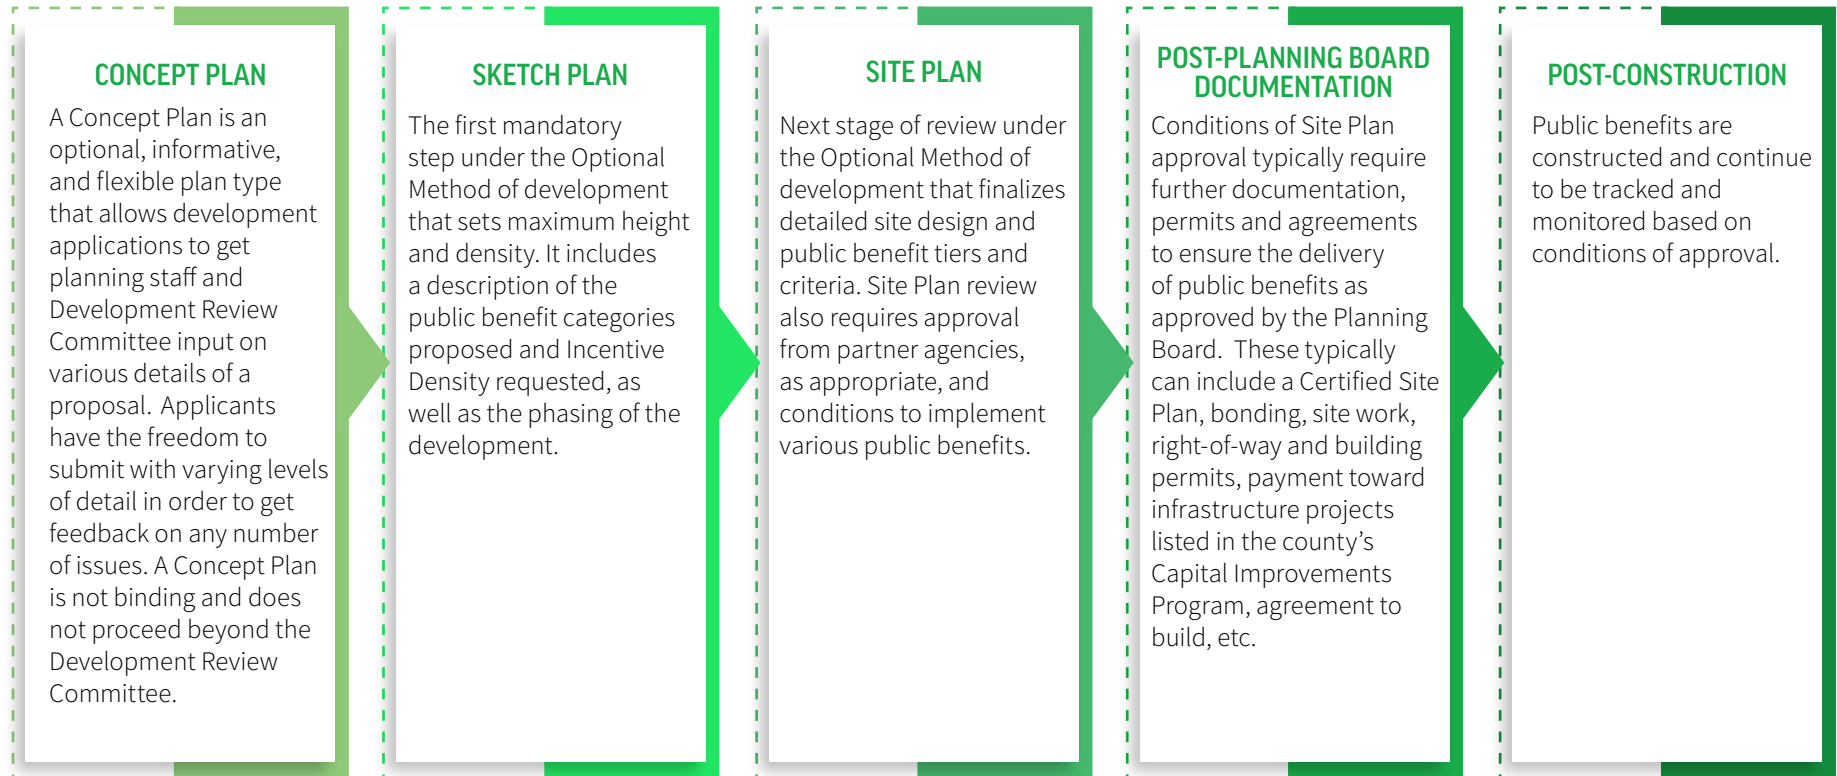 CONCEPT PLAN
A Concept Plan is an
optional, informative,
and flexible plan type
that allows development
applications to get
planning staff and
Development Review
Committee input on
various details of a
proposal.  Applicants
have the freedom to
submit with varying levels
of detail in order to get
feedback on any number
of issues. A Concept Plan
is not binding and does
not proceed beyond the
Development Review
Committee.
SKETCH PLAN
The first mandatory
step under the Optional
Method of development
that sets maximum height
and density. It includes
a description of the
public benefit categories
proposed and Incentive
Density requested, as
well as the phasing of the
development.
SITE PLAN
Next stage of review under
the Optional Method of
development that finalizes
detailed site design and
public benefit tiers and
criteria. Site Plan review
also requires approval
from partner agencies,
as appropriate, and
conditions to implement
various public benefits.
POST-PLANNING BOARD
DOCUMENTATION
Conditions of Site Plan
approval typically require
further documentation,
permits and agreements
to ensure the delivery
of public benefits as
approved by the Planning
Board.  These typically
can include a Certified Site
Plan, bonding, site work,
right-of-way and building
permits, payment toward
infrastructure projects
listed in the county’s
Capital Improvements
Program, agreement to
build, etc.
POST-CONSTRUCTION
Public benefits are
constructed and continue
to be tracked and
monitored based on
conditions of approval.